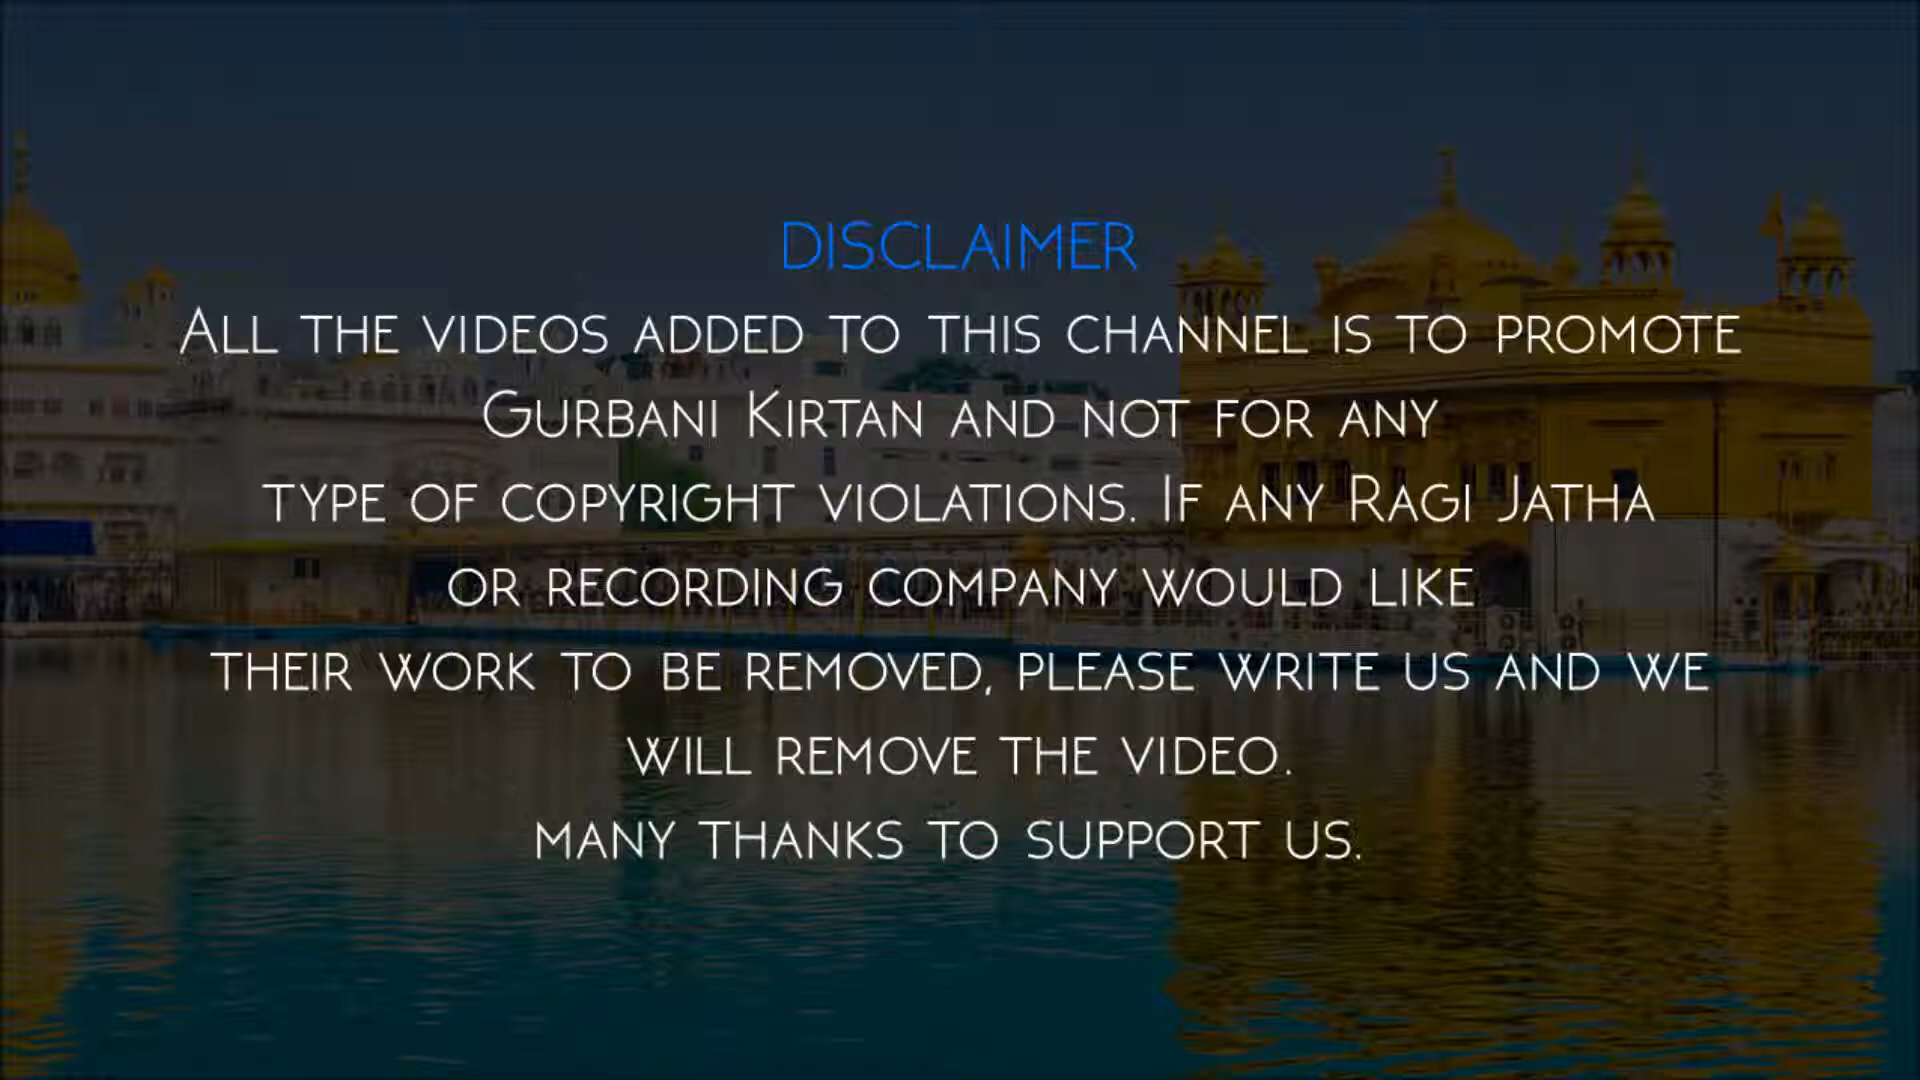 DISCLAIMER
All the videos added to this channel is to promote
Gurbani Kirtan and not for any
type of copyright violations. If any Ragi Jatha
or recording company would like
their work to be removed, please write us and we
will remove the video.
many thanks to support us.